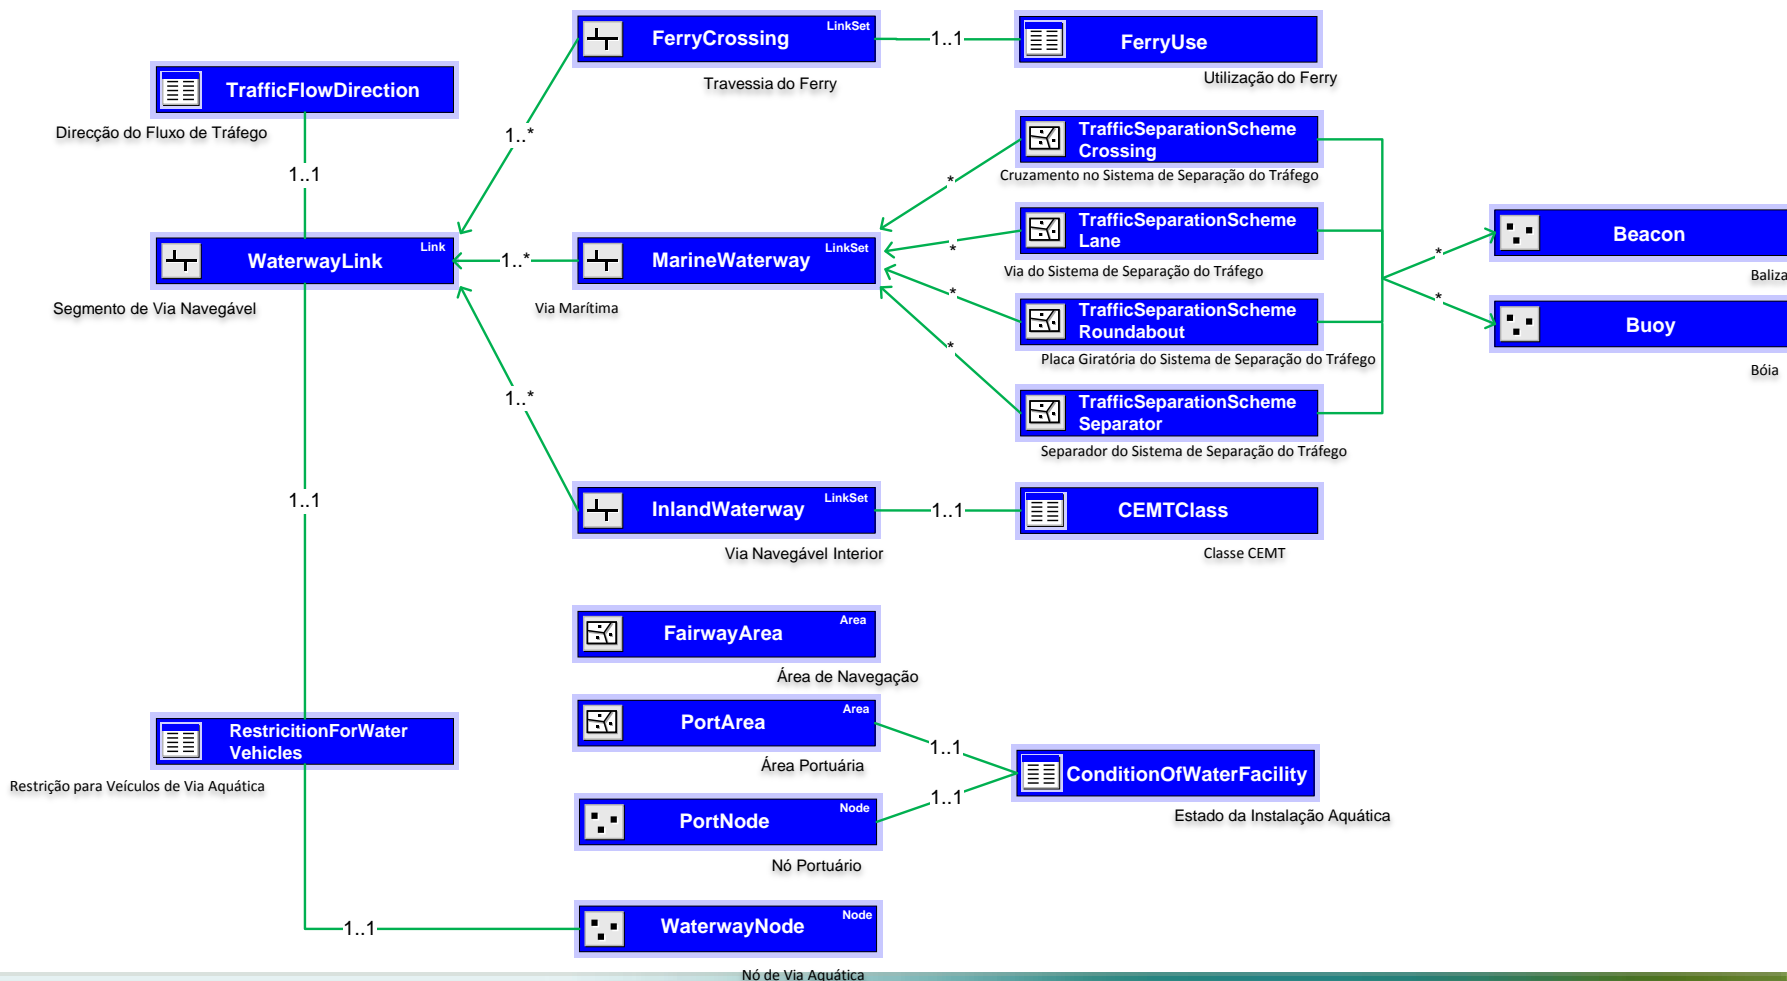 LinkSet
FerryCrossing
Travessia do Ferry
1..1
FerryUse
Utilização do Ferry
TrafficFlowDirection
Direcção do Fluxo de Tráfego
1..1
1..*
TrafficSeparationScheme
Crossing
Cruzamento no Sistema de Separação do Tráfego
*
TrafficSeparationScheme
Lane
Via do Sistema de Separação do Tráfego
*
Link
WaterwayLink
Segmento de Via Navegável
1..*
LinkSet
MarineWaterway
Via Marítima
Beacon
Baliza
*
TrafficSeparationScheme
Roundabout
Placa Giratória do Sistema de Separação do Tráfego
*
Buoy
Bóia
*
TrafficSeparationScheme
Separator
Separador do Sistema de Separação do Tráfego
*
1..*
1..1
LinkSet
InlandWaterway
Via Navegável Interior
1..1
CEMTClass
Classe CEMT
Area
FairwayArea
Área de Navegação
Area
PortArea
Área Portuária
1..1
RestricitionForWater
Vehicles
Restrição para Veículos de Via Aquática
ConditionOfWaterFacility
Estado da Instalação Aquática
1..1
Node
PortNode
Nó Portuário
1..1
Node
WaterwayNode
Nó de Via Aquática